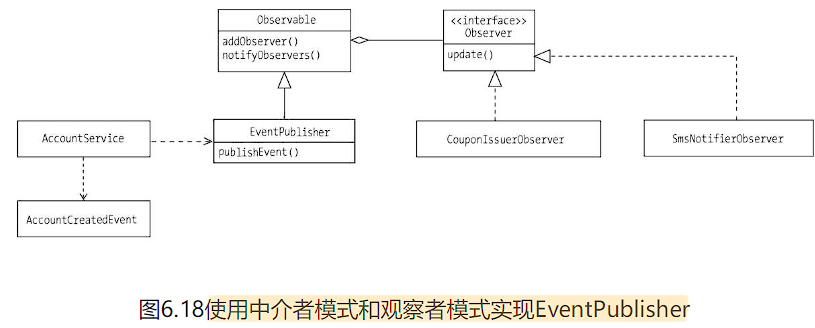 Observable
addObserver()
notifyObservers()
<<interface>>
Observer
update()
AccountService
EventPublisher
publishEvent()
CouponIssuerObserver
SmsNotifierObserver
AccountCreatedEvent
图6.18使用中介者模式和观察者模式实现EventPublisher